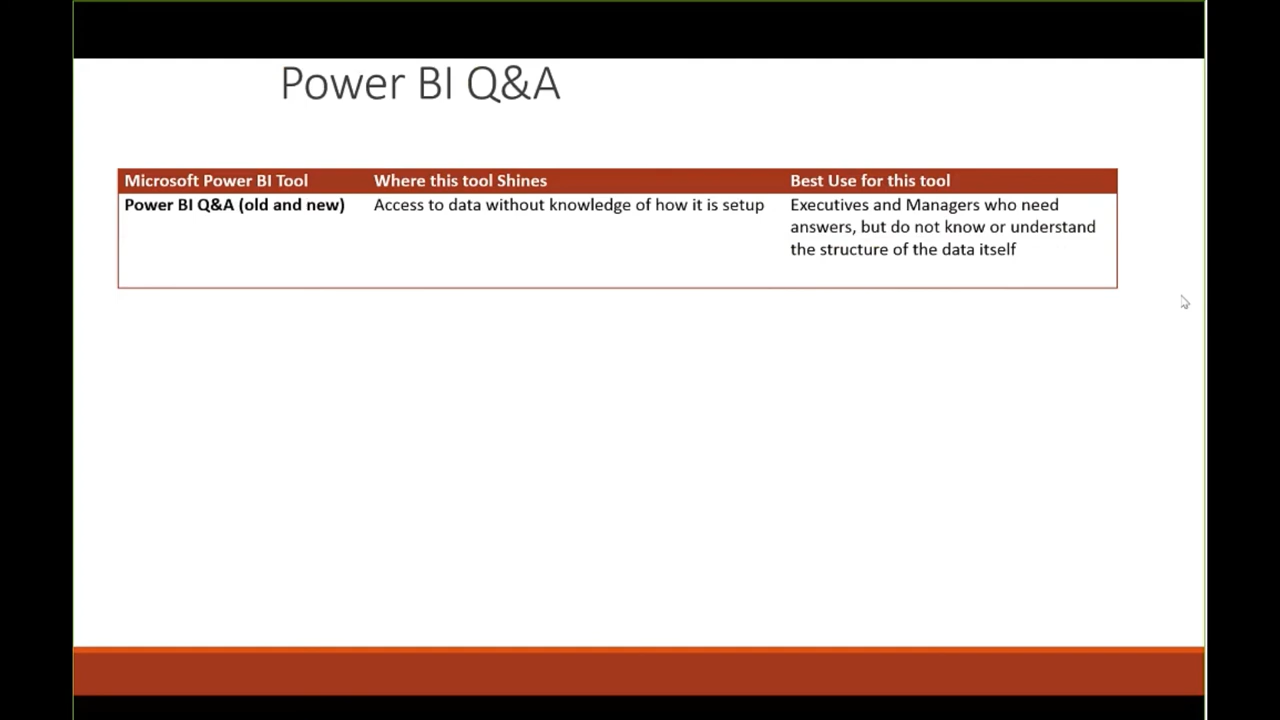 Power BI Q&A
Microsoft Power BI Tool
Where this tool Shines
Best Use for this tool
Power BI Q&A (old and new)
Access to data without knowledge of how it is setup
Executives and Managers who need
answers, but do not know or understand
the structure of the data itself